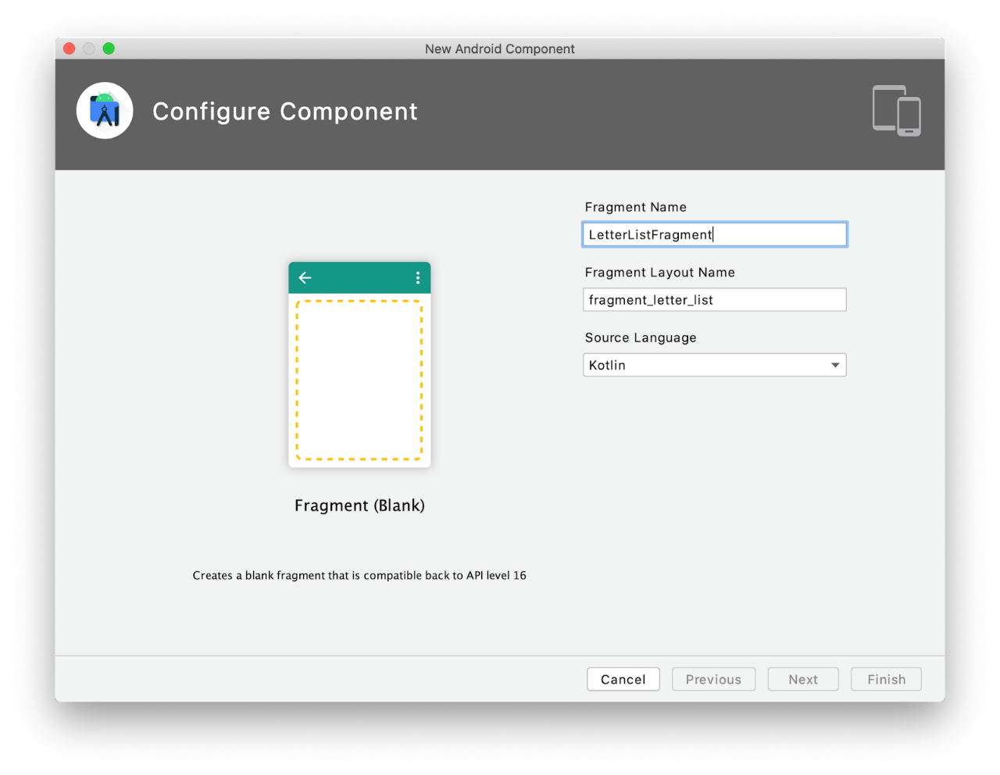 New Android Component
Configure Component
Fragment Name
LetterListFragment
Fragment Layout Name
fragment_letter_list
Source Language
Kotlin
Fragment (Blank)
Creates a blank fragment that is compatible back to API level 16
Cancel
Previous
Next
Finish